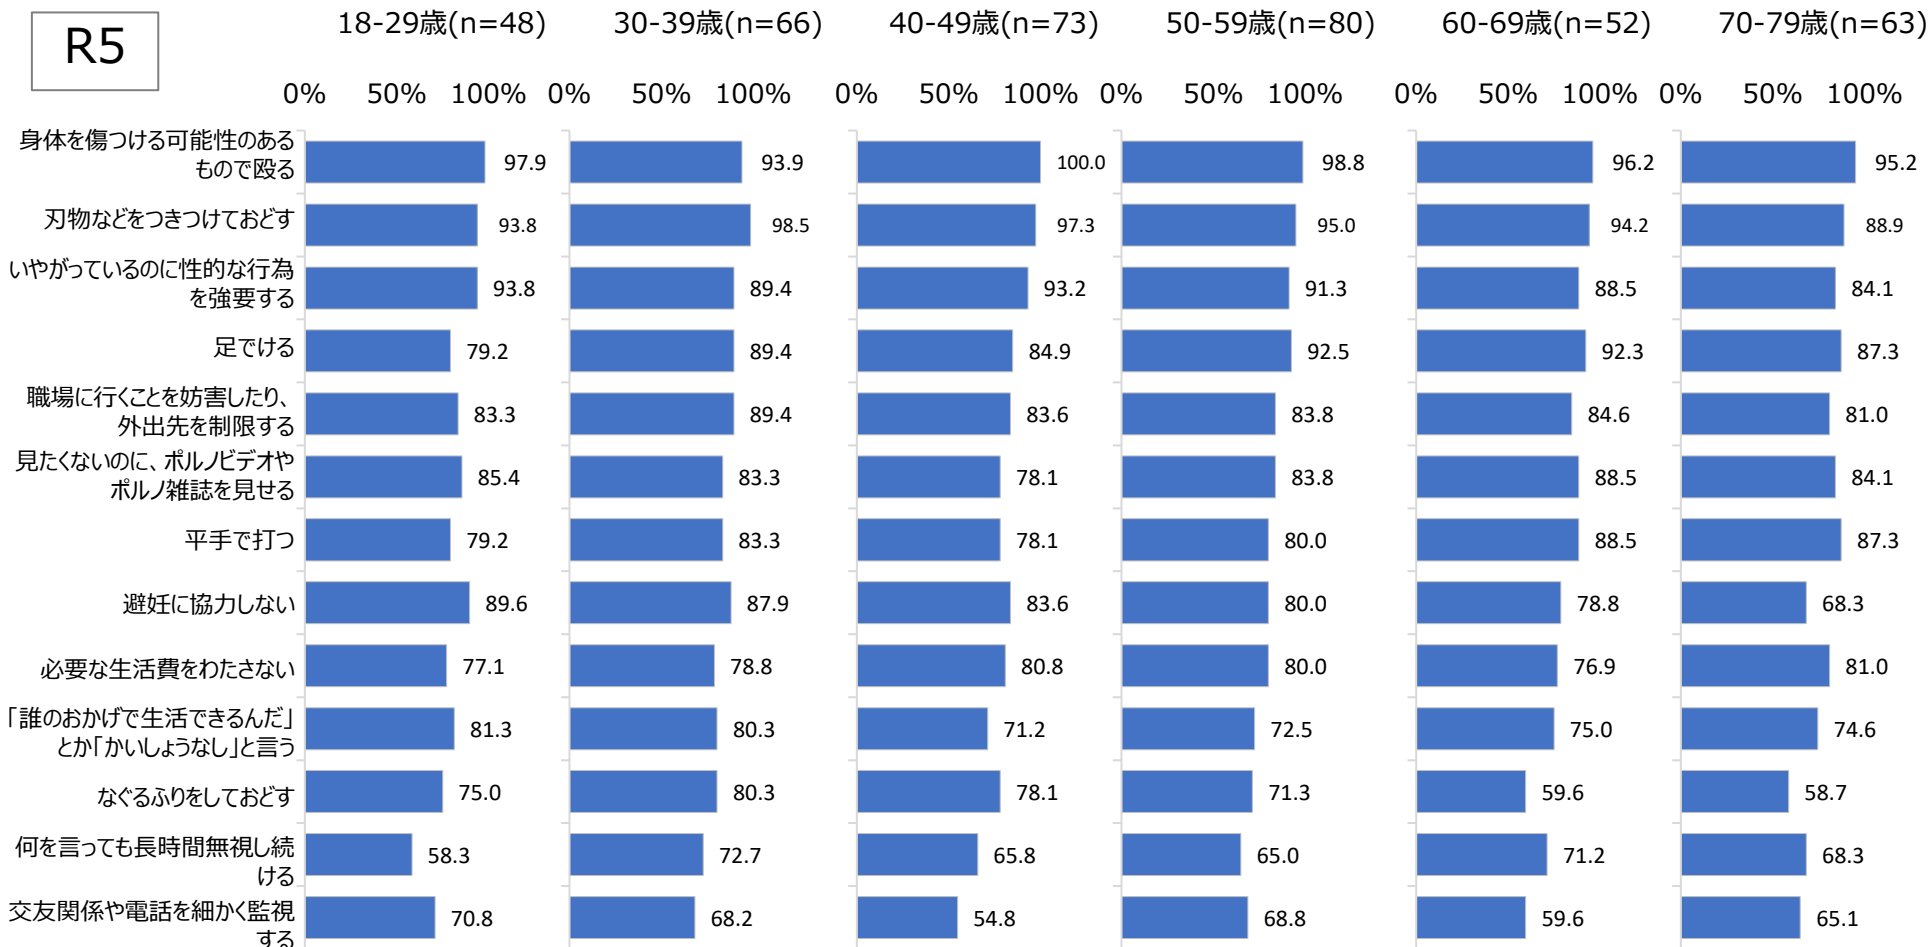 R5
18-29歳(n=48) 30-39歳(n=66) 40-49歳(n=73) 50-59歳(n=80) 60-69歳(n=52) 70-79歳(n=63)
0% 50% 100% 0% 50% 100% 0% 50% 100% 0% 50% 100% 0% 50% 100% 0% 50% 100%
身体を傷つける可能性のある
もので殴る 97.9 93.9 100.0 98.8 96.2 95.2
刃物などをつきつけておどす 93.8 98.5 97.3 95.0 94.2 88.9
いやがっているのに性的な行為
を強要する 93.8 89.4 93.2 91.3 88.5 84.1
足でける 79.2 89.4 84.9 92.5 92.3 87.3
職場に行くことを妨害したり、
外出先を制限する 83.3 89.4 83.6 83.8 84.6 81.0
見たくないのに、ポルノビデオや
ポルノ雑誌を見せる 85.4 83.3 78.1 83.8 88.5 84.1
平手で打つ 79.2 83.3 78.1 80.0 88.5 87.3
避妊に協力しない 89.6 87.9 83.6 80.0 78.8 68.3
必要な生活費をわたさない 77.1 78.8 80.8 80.0 76.9 81.0
「誰のおかげで生活できるんだ」
とか「かいしょうなし」と言う 81.3 80.3 71.2 72.5 75.0 74.6
なぐるふりをしておどす 75.0 80.3 78.1 71.3 59.6 58.7
何を言っても長時間無視し続
ける 58.3 72.7 65.8 65.0 71.2 68.3
交友関係や電話を細かく監視
する 70.8 68.2 54.8 68.8 59.6 65.1